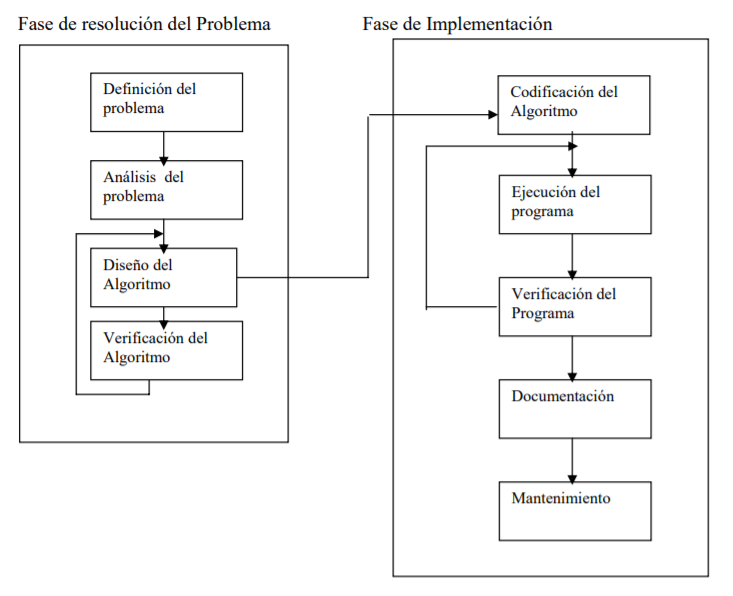 Fase de resolución del Problema
Definición del
problema
Análisis del
problema
Diseño del
Algoritmo
Verificación del
Algoritmo
Fase de Implementación
Codificación del
Algoritmo
Ejecución del
programa
Verificación del
Programa
Documentación
Mantenimiento